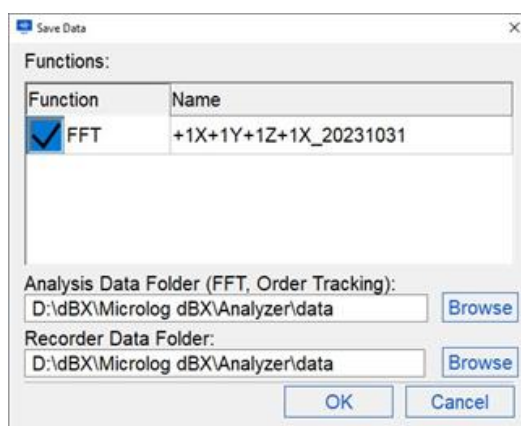 Save Data
Functions:
Function Name
FFT +1X+1Y+1Z+1X_20231031
Analysis Data Folder (FFT, Order Tracking):
D:\dBX\Microlog dBX\Analyzer\data Browse
Recorder Data Folder:
D:\dBX\Microlog dBX\Analyzer\data Browse
OK Cancel